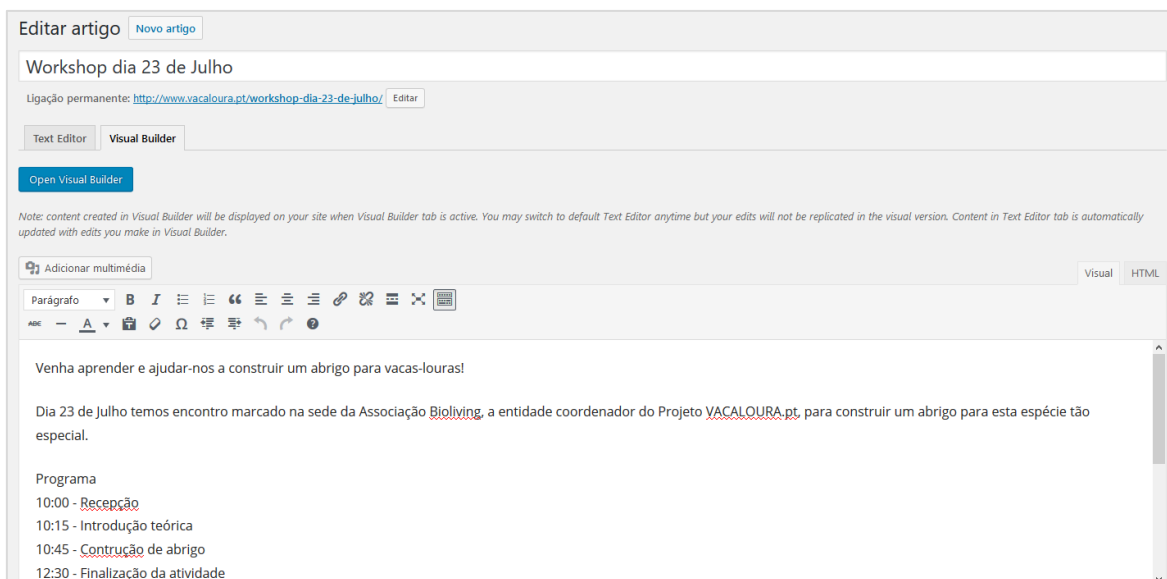 Editar artigo Novo artigo
Workshop dia 23 de Julho
Ligação permanente: http://www.vacaloura.pt/workshop-dia-23-de-julho/ Editar
Text Editor Visual Builder
Open Visual Builder
Note: content created in Visual Builder will be displayed on your site when Visual Builder tab is active. You may switch to default Text Editor anytime but your edits will not be replicated in the visual version. Content in Text Editor tab is automatically
updated with edits you make in Visual Builder.
Adicionar multimédia Visual HTML
Parágrafo B I
ABC A Ω
Venha aprender e ajudar-nos a construir um abrigo para vacas-louras!
Dia 23 de Julho temos encontro marcado na sede da Associação Bioliving, a entidade coordenador do Projeto VACALOURA.pt, para construir um abrigo para esta espécie tão
especial.
Programa
10:00 - Recepção
10:15 - Introdução teórica
10:45 - Contrução de abrigo
12:30 - Finalização da atividade